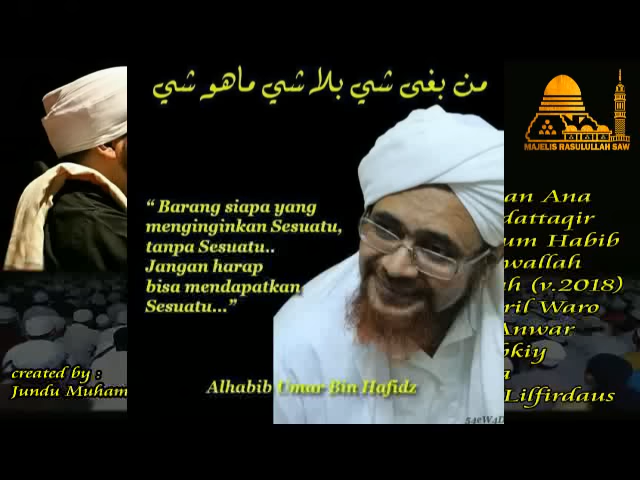 من بغى شي بلا شي ماهو شي
“ Barang siapa yang
menginginkan Sesuatu,
tanpa Sesuatu..
Jangan harap
bisa mendapatkan
Sesuatu...”
Alhabib Umar Bin Hafidz
created by :
Jundu Muham
MAJELIS RASULULLAH SAW
an Ana
dattaqir
um Habib
wallah
h (v.2018)
ril Waro
Anwar
bkiy
a
Lilfirdaus